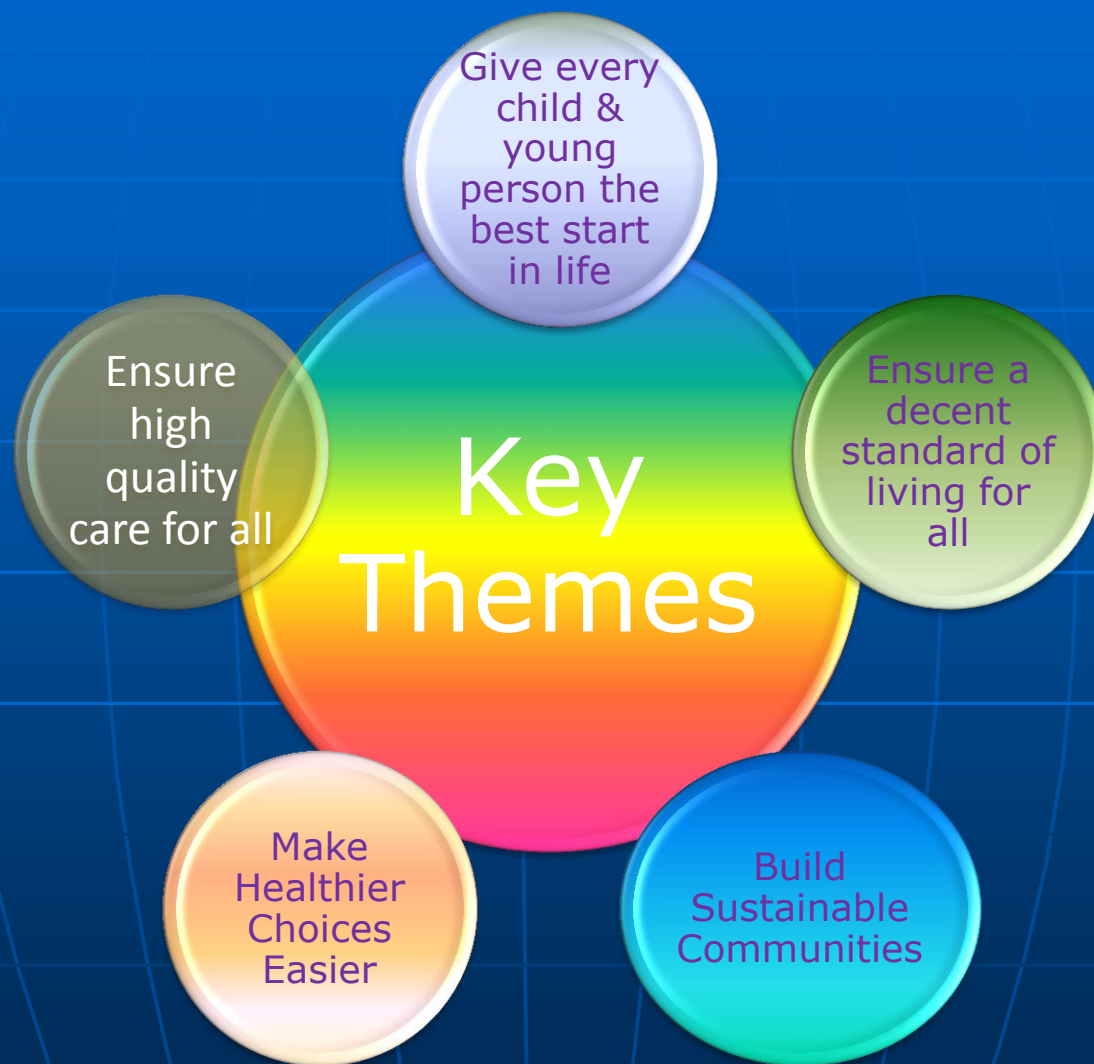 Give every
child &
young
person the
best start
in life
Ensure
high
quality
care for all
Ensure a
decent
standard of
living for
all
Key
Themes
Make
Healthier
Choices
Easier
Build
Sustainable
Communities